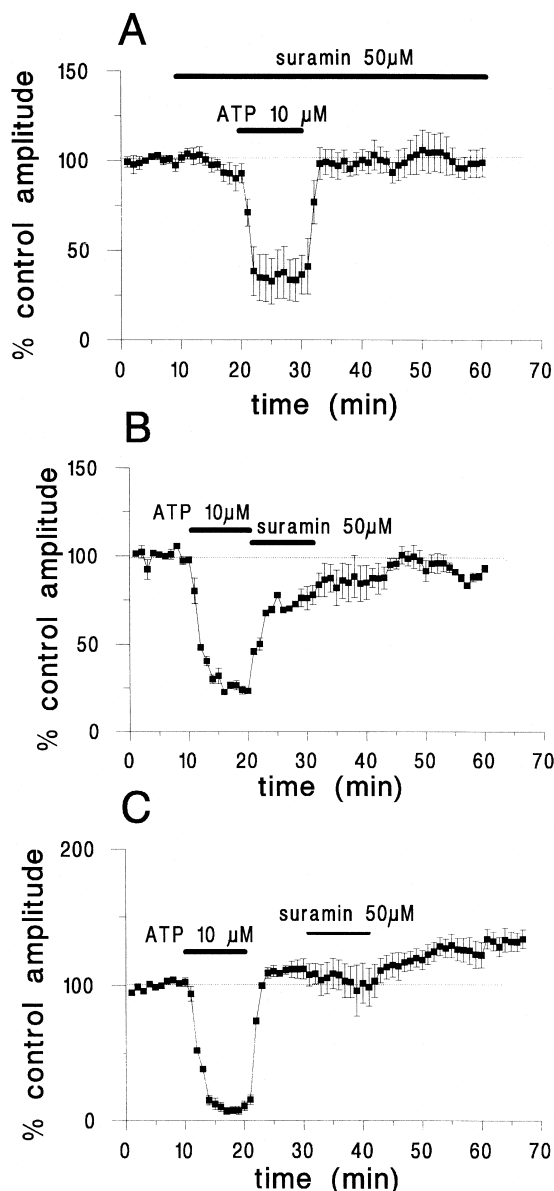 A
suramin 50µM
ATP 10 µM
% control amplitude
150
100
50
0
0 10 20 30 40 50 60 70
time (min)
B
ATP 10µM
suramin 50µM
% control amplitude
150
100
50
0
0 10 20 30 40 50 60 70
time (min)
C
suramin 50µM
ATP 10 µM
% control amplitude
200
100
0
0 10 20 30 40 50 60 70
time (min)